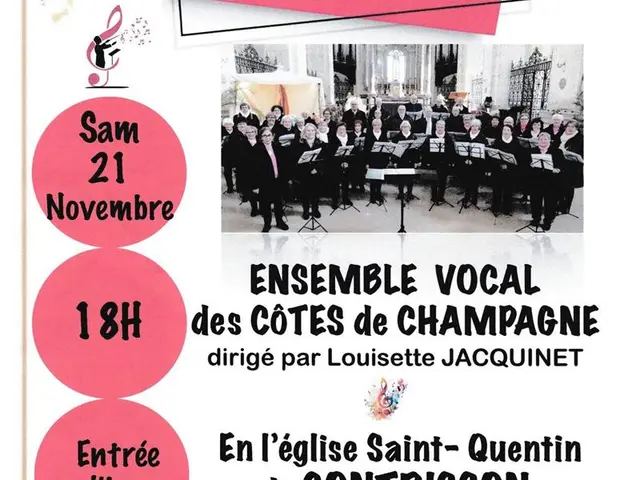 Sam
21
Novembre
18H
ENSEMBLE VOCAL
des CÔTES de CHAMPAGNE
dirigé par Louisette JACQUINET
Entrée
En l'église Saint- Quentin